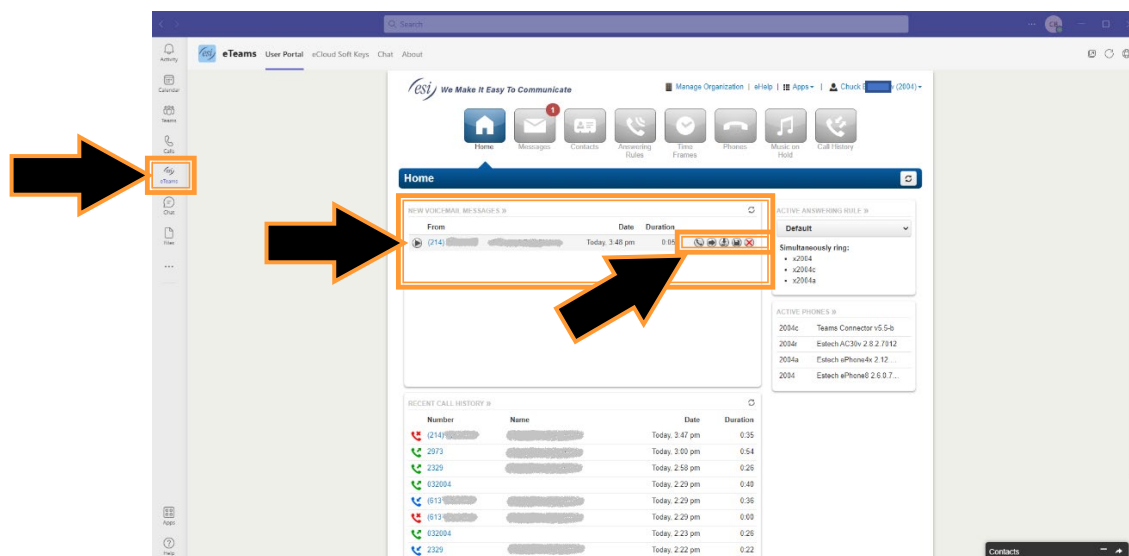 Search
Activity
Calendar
Teams
Calls
eTeams
Chat
Files
Apps
Help
esi eTeams User Portal eCloud Soft Keys Chat About
esi We Make It Easy To Communicate
Manage Organization | eHelp | Apps | Chuck (2004)
1
Home Messages Contacts Answering Rules Time Frames Phones Music on Hold Call History
Home
NEW VOICEMAIL MESSAGES »
From Date Duration
(214) Today, 3:48 pm 0:05
ACTIVE ANSWERING RULE »
Default
Simultaneously ring:
• x2004
• x2004c
• x2004a
ACTIVE PHONES »
2004c Teams Connector v5.5-b
2004r Estech AC30v 2.8.2.7012
2004a Estech ePhone4x 2.12....
2004 Estech ePhone8 2.6.0.7...
RECENT CALL HISTORY »
Number Name Date Duration
(214) Today, 3:47 pm 0:35
2973 Today, 3:00 pm 0:54
2329 Today, 2:58 pm 0:26
032004 Today, 2:29 pm 0:40
(613 Today, 2:29 pm 0:36
(613 Today, 2:29 pm 0:00
032004 Today, 2:23 pm 0:26
2329 Today, 2:22 pm 0:22
Contacts